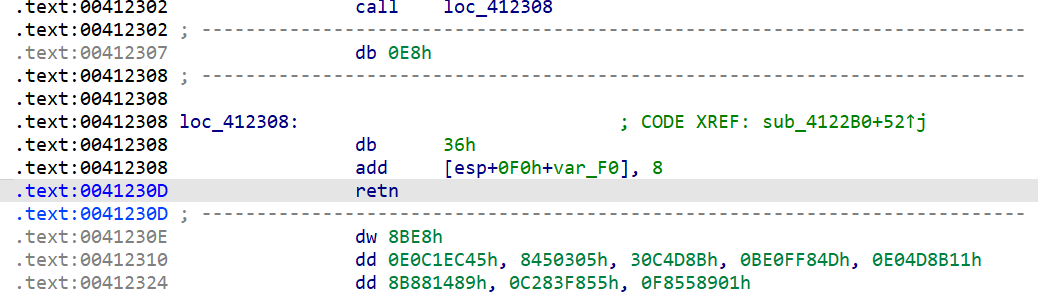 .text:00412302 call loc_412308
.text:00412302 ; ---------------------------------------------------------------------------
.text:00412307 db 0E8h
.text:00412308 ; ---------------------------------------------------------------------------
.text:00412308
.text:00412308 loc_412308: ; CODE XREF: sub_4122B0+52↑j
.text:00412308 db 36h
.text:00412308 add [esp+0F0h+var_F0], 8
.text:0041230D retn
.text:0041230D ; ---------------------------------------------------------------------------
.text:0041230E dw 8BE8h
.text:00412310 dd 0E0C1EC45h, 8450305h, 30C4D8Bh, 0BE0FF84Dh, 0E04D8B11h
.text:00412324 dd 8B881489h, 0C283F855h, 0F8558901h